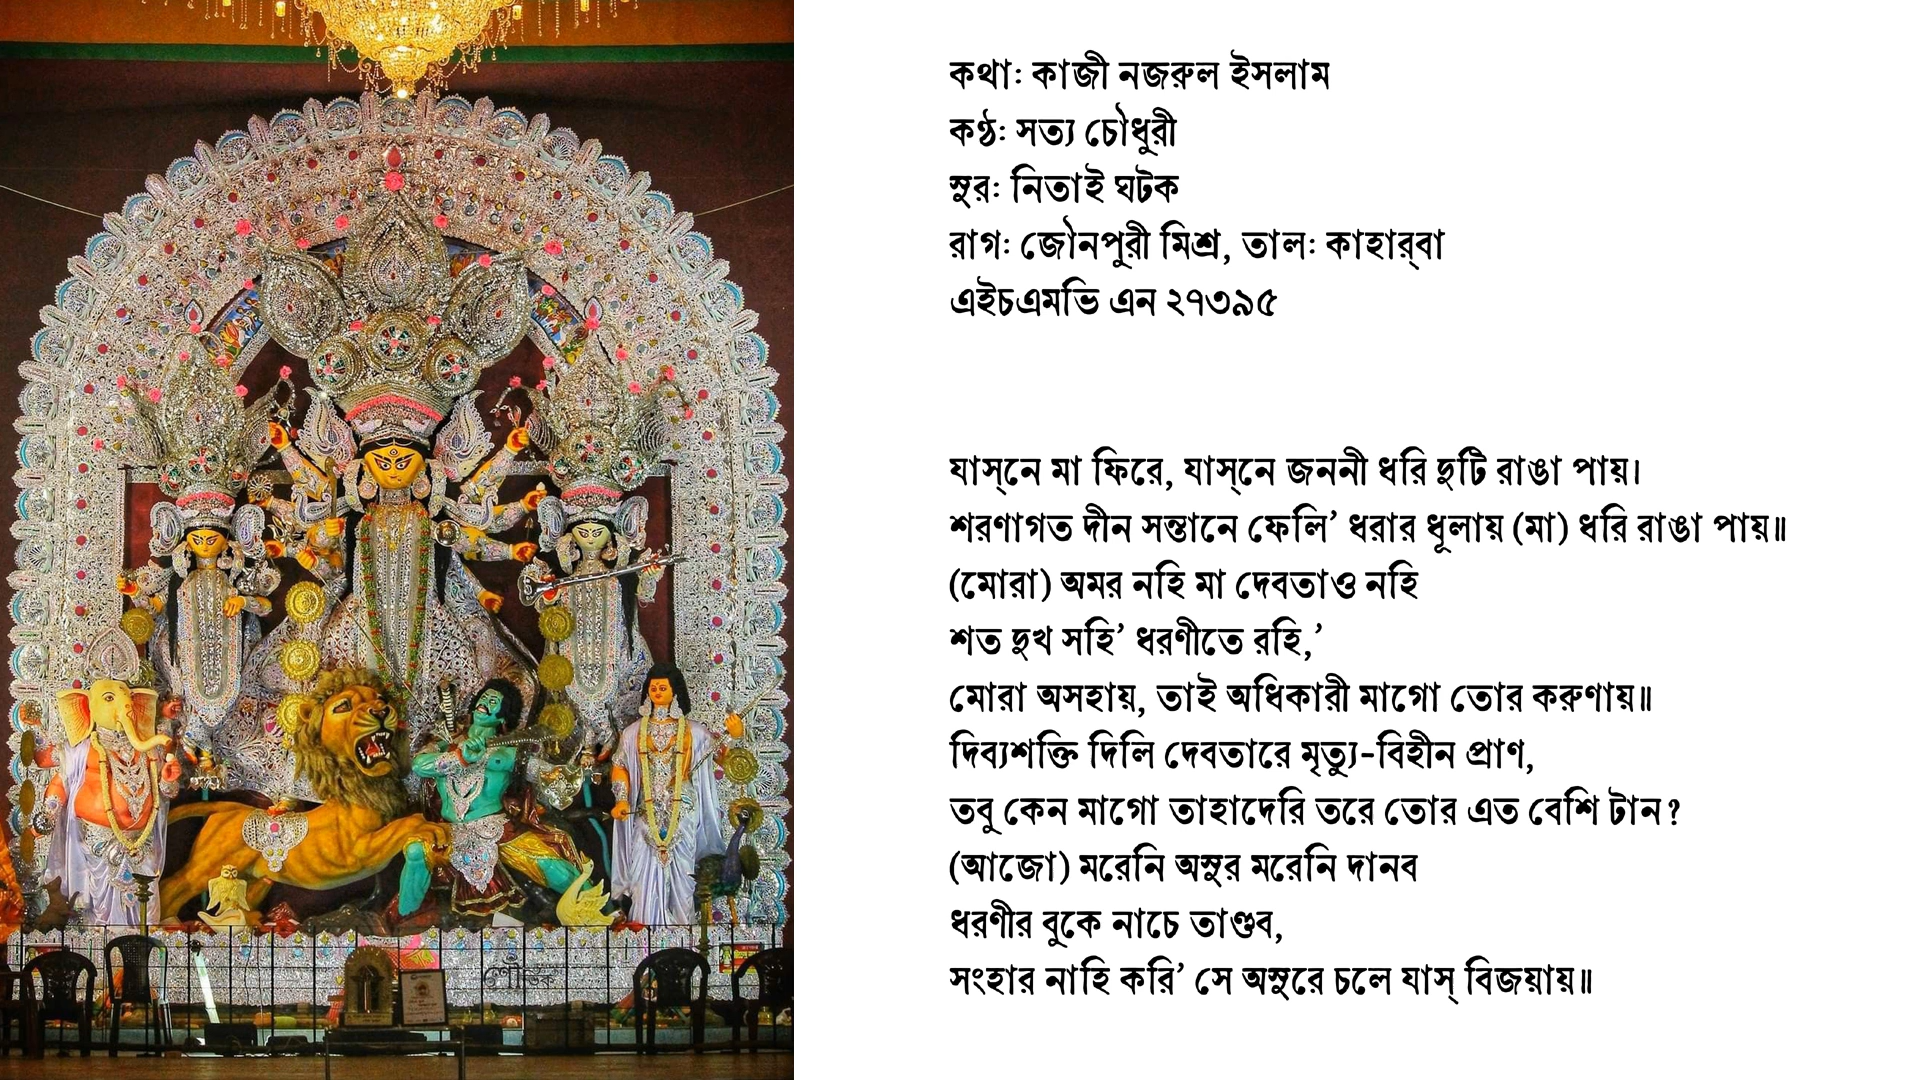 কথা: কাজী নজরুল ইসলাম
কণ্ঠ: সত্য চৌধুরী
সুর: নিতাই ঘটক
রাগ: জৌনপুরী মিশ্র, তাল: কাহার্‌বা
এইচএমভি এন ২৭৩৯৫
যাস্‌নে মা ফিরে, যাস্‌নে জননী ধরি দুটি রাঙা পায়।
শরণাগত দীন সন্তানে ফেলি’ ধরার ধূলায় (মা) ধরি রাঙা পায়॥
(মোরা) অমর নহি মা দেবতাও নহি
শত দুখ সহি’ ধরণীতে রহি,’
মোরা অসহায়, তাই অধিকারী মাগো তোর করুণায়॥
দিব্যশক্তি দিলি দেবতারে মৃত্যু-বিহীন প্রাণ,
তবু কেন মাগো তাহাদেরি তরে তোর এত বেশি টান?
(আজো) মরেনি অসুর মরেনি দানব
ধরণীর বুকে নাচে তাণ্ডব,
সংহার নাহি করি’ সে অসুরে চলে যাস্ বিজয়ায়॥